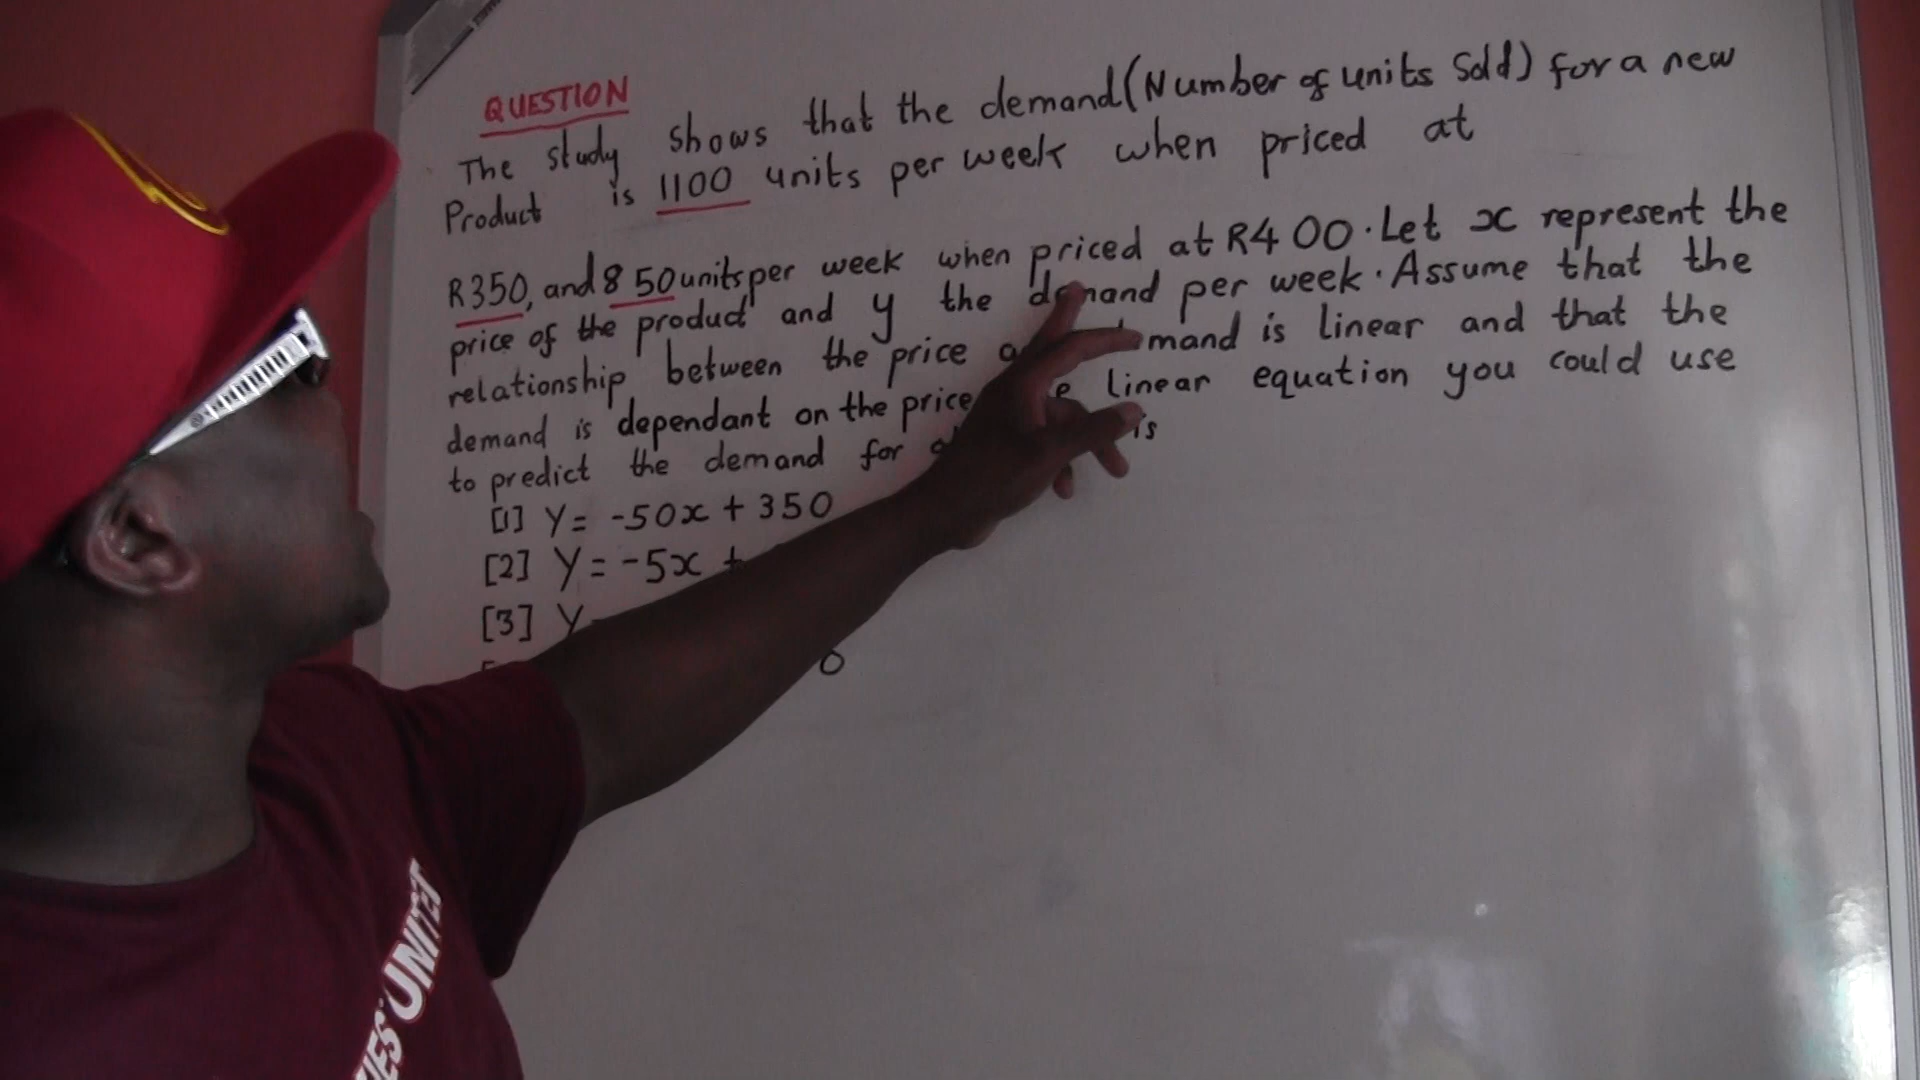 QUESTION
The study shows that the demand (Number of units Sold) for a new
Product is 1100 units per week when priced at
R350, and 850 units per week when priced at R400. Let x represent the
price of the product and y the demand per week. Assume that the
relationship between the price mand is linear and that the
demand is dependant on the price linear equation you could use
to predict the demand for is
[1] Y = -50x + 350
[2] Y = -5x +
[3] Y
0
UNITED